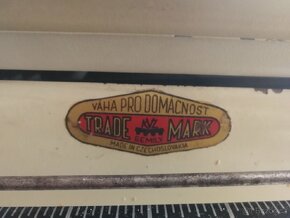 VÁHA PRO DOMÁCNOST
TRADE MARK
MADE IN CZECHOSLOVAKIA